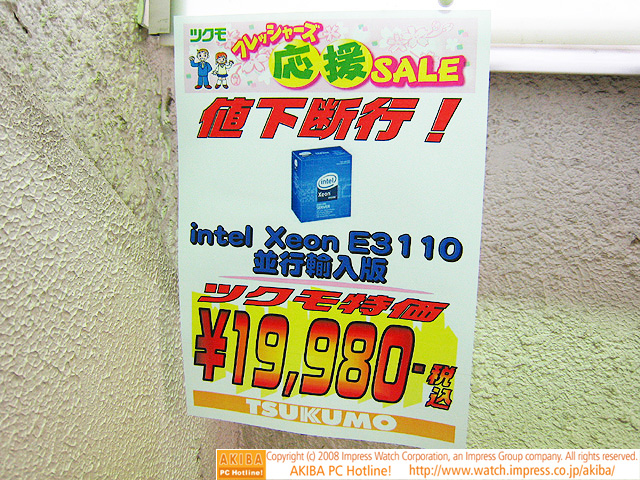 ツクモ
フレッシャーズ
応援SALE
値下断行！
intel
Xeon
intel Xeon E3110
並行輸入版
ツクモ特価
¥19,980-税込
TSUKUMO
AKIBA
PC Hotline!
Copyright (c) 2008 Impress Watch Corporation, an Impress Group company. All rights reserved.
AKIBA PC Hotline! http://www.watch.impress.co.jp/akiba/